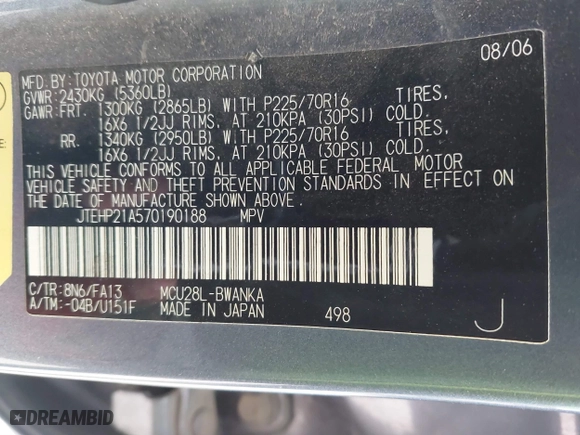 08/06
MFD.BY:TOYOTA MOTOR CORPORATION
GVWR:2430KG (5360LB)
GAWR:FRT. 1300KG (2865LB) WITH P225/70R16 TIRES,
16X6 1/2JJ RIMS, AT 210KPA (30PSI) COLD.
RR. 1340KG (2950LB) WITH P225/70R16 TIRES,
16X6 1/2JJ RIMS, AT 210KPA (30PSI) COLD.
THIS VEHICLE CONFORMS TO ALL APPLICABLE FEDERAL MOTOR
VEHICLE SAFETY AND THEFT PREVENTION STANDARDS IN EFFECT ON
THE DATE OF MANUFACTURE SHOWN ABOVE.
JTEHP21A570190188 MPV
C/TR:8N6/FA13 MCU28L-BWANKA
A/TM:-04B/U151F MADE IN JAPAN 498 J
DREAMBID